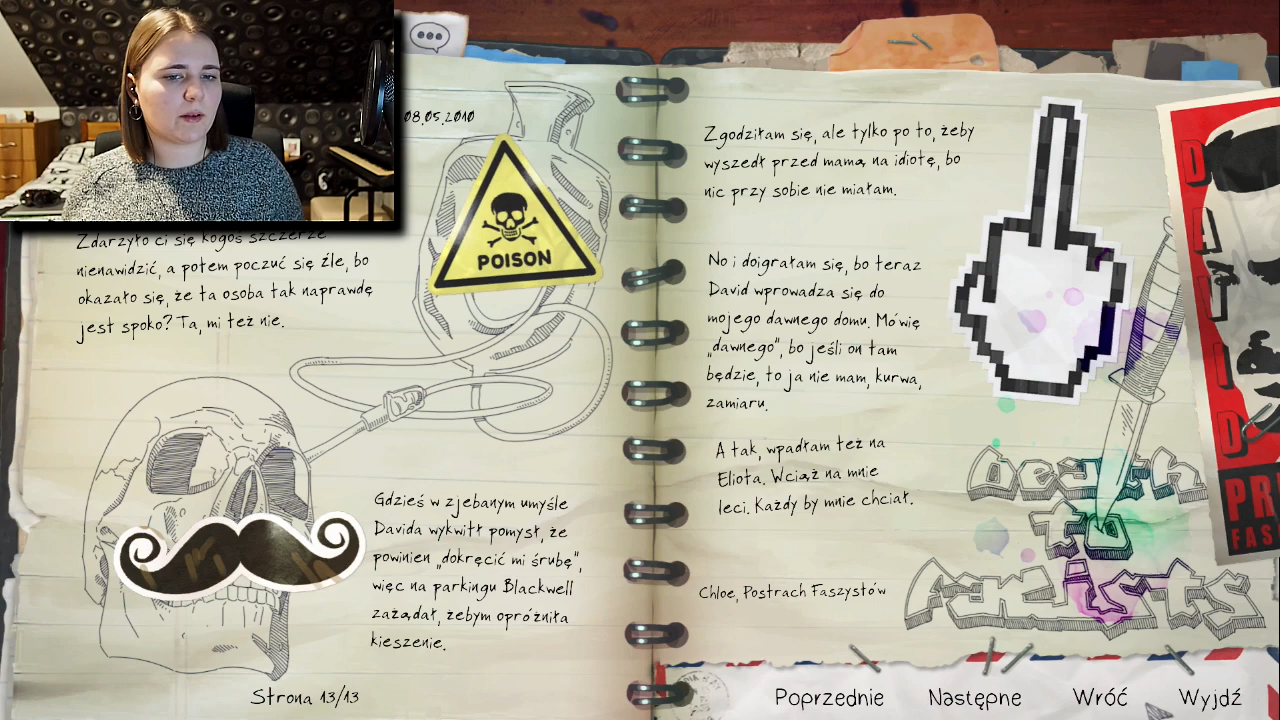 08.05.2010
Zdarzyło ci się kogoś szczerze
nienawidzić, a potem poczuć się źle, bo
okazało się, że ta osoba tak naprawdę
jest spoko? Ta, mi też nie.
POISON
Gdzieś w zjebanym umyśle
Davida wykwitł pomysł, że
powinien „dokręcić mi śrubę”,
więc na parkingu Blackwell
zażądał, żebym opróżniła
kieszenie.
Strona 13/13
Zgodziłam się, ale tylko po to, żeby
wyszedł przed mamą na idiotę, bo
nic przy sobie nie miałam.
No i doigrałam się, bo teraz
David wprowadza się do
mojego dawnego domu. Mówię
„dawnego”, bo jeśli on tam
będzie, to ja nie mam, kurwa,
zamiaru.
A tak, wpadłam też na
Eliota. Wciąż na mnie
leci. Każdy by mnie chciał.
Chloe, Postrach Faszystów
death
to
fascists
DAVID
PR
FAS
Poprzednie
Następne
Wróć
Wyjdź